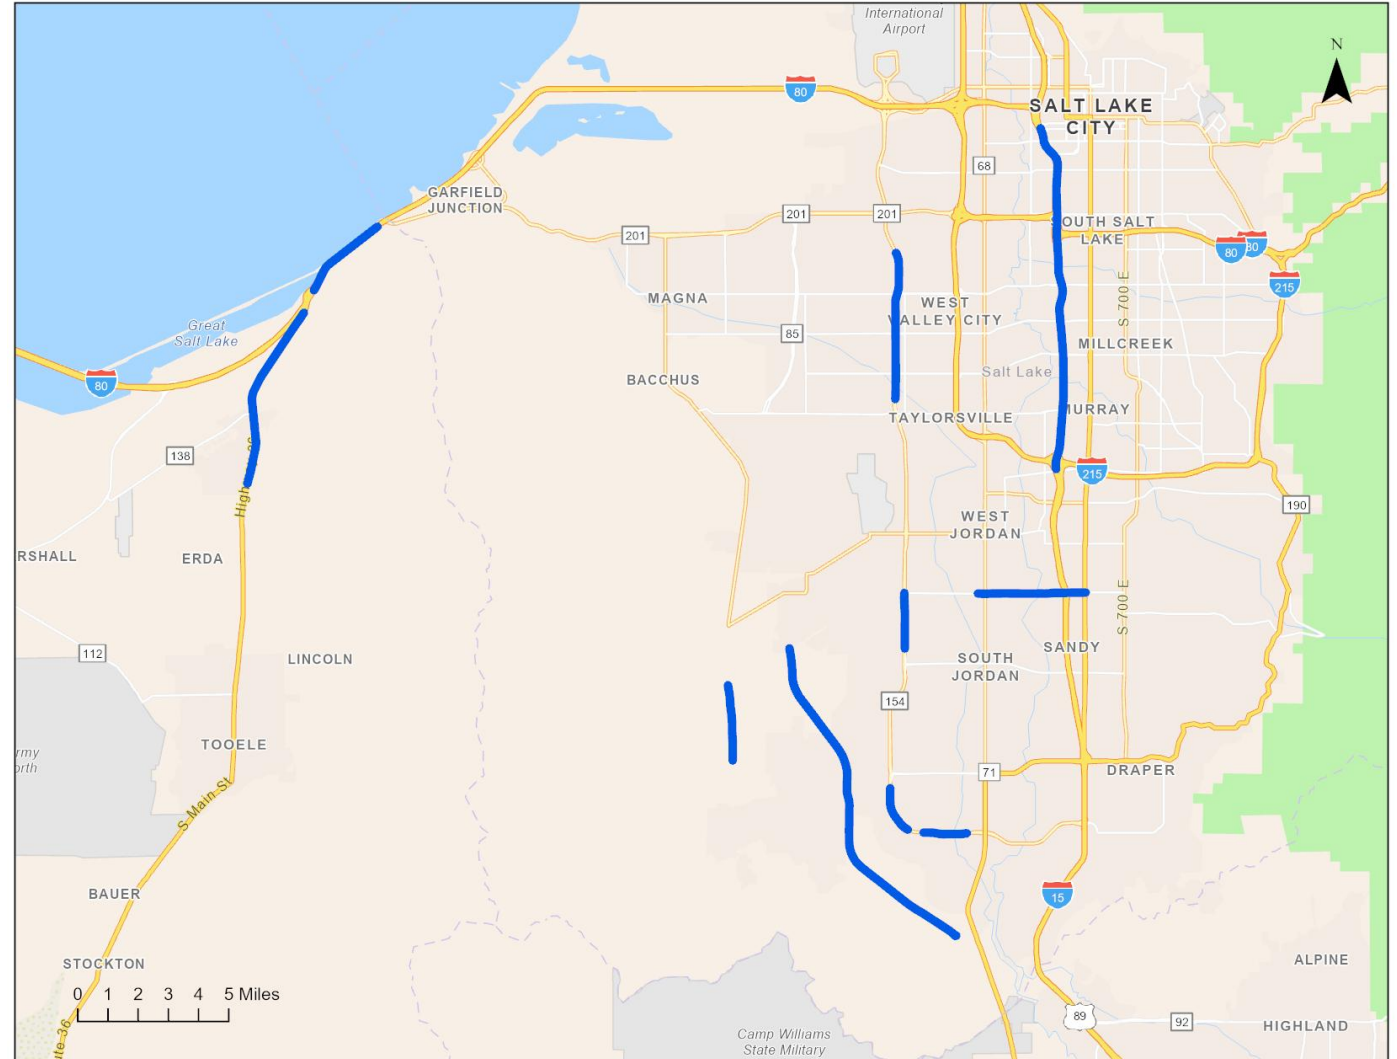 International
Airport
N
80
SALT LAKE
CITY
68
GARFIELD
JUNCTION
201
201
201
SOUTH SALT
LAKE
80
80
215
MAGNA
WEST
VALLEY CITY
S 700 E
Great
Salt Lake
85
MILLCREEK
Salt Lake
80
BACCHUS
TAYLORSVILLE
MURRAY
138
215
190
WEST
JORDAN
RSHALL
ERDA
S 700 E
112
LINCOLN
SANDY
SOUTH
JORDAN
154
TOOELE
rmy
71
DRAPER
S Main St
BAUER
15
STOCKTON
ALPINE
0 1 2 3 4 5 Miles
89
92
HIGHLAND
Camp Williams
State Military